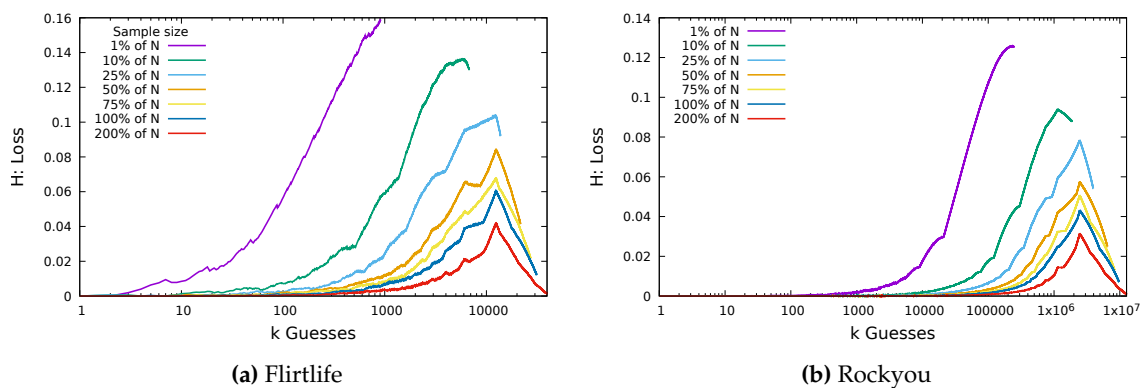 Sample size
1% of N
10% of N
25% of N
50% of N
75% of N
100% of N
200% of N
H: Loss
0.16
0.14
0.12
0.1
0.08
0.06
0.04
0.02
0
1 10 100 1000 10000
k Guesses
(a) Flirtlife
1% of N
10% of N
25% of N
50% of N
75% of N
100% of N
200% of N
H: Loss
0.14
0.12
0.1
0.08
0.06
0.04
0.02
0
1 10 100 1000 10000 100000 1x10⁶ 1x10⁷
k Guesses
(b) Rockyou